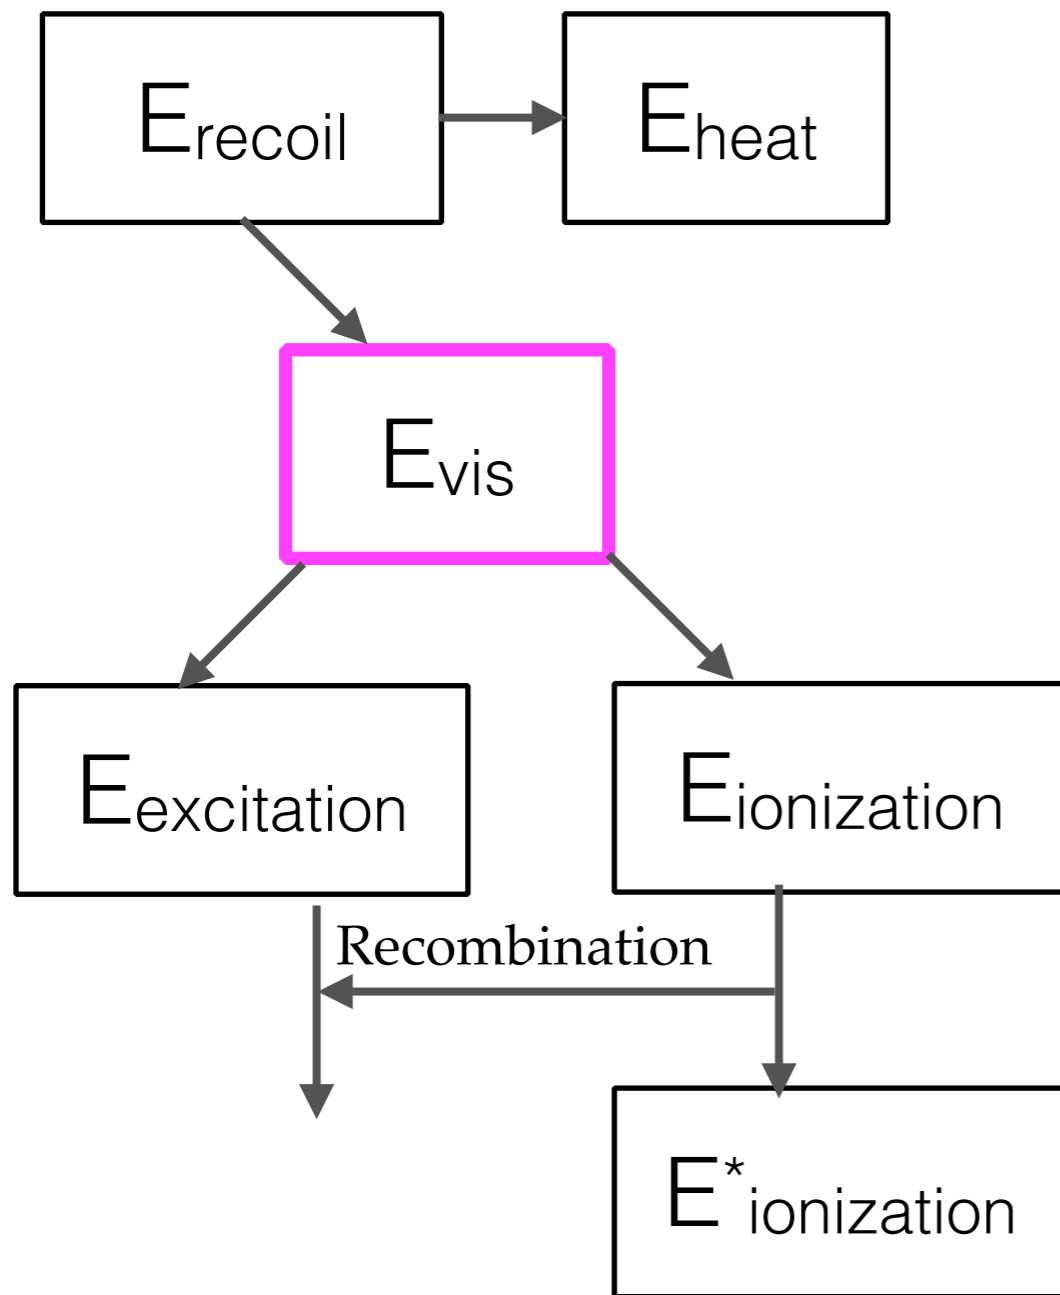 Erecoil
Eheat
Evis
Eexcitation
Eionization
Recombination
E*ionization